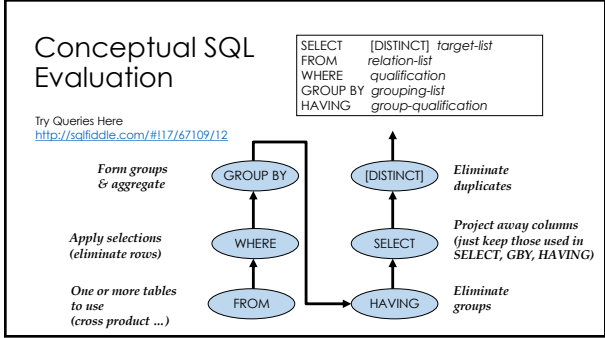 Conceptual SQL
Evaluation
SELECT [DISTINCT] target-list
FROM relation-list
WHERE qualification
GROUP BY grouping-list
HAVING group-qualification
Try Queries Here
http://sqlfiddle.com/#!17/67109/12
Form groups
& aggregate
GROUP BY
[DISTINCT]
Eliminate
duplicates
Apply selections
(eliminate rows)
WHERE
SELECT
Project away columns
(just keep those used in
SELECT, GBY, HAVING)
One or more tables
to use
(cross product ...)
FROM
HAVING
Eliminate
groups